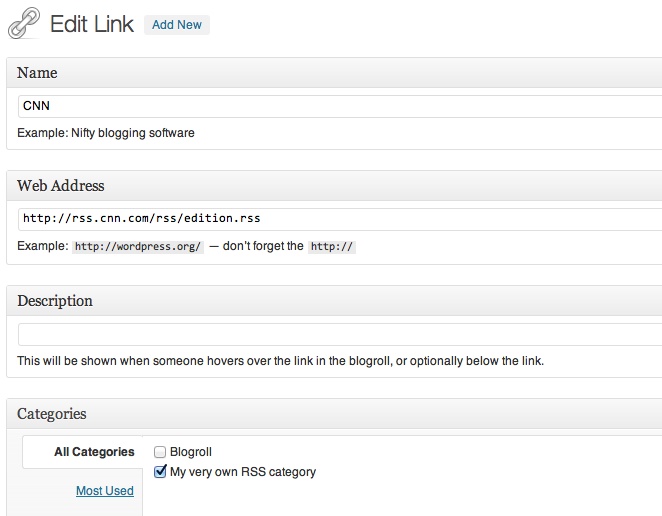 Edit Link Add New
Name
CNN
Example: Nifty blogging software
Web Address
http://rss.cnn.com/rss/edition.rss
Example: http://wordpress.org/ — don't forget the http://
Description
This will be shown when someone hovers over the link in the blogroll, or optionally below the link.
Categories
All Categories
Blogroll
My very own RSS category
Most Used